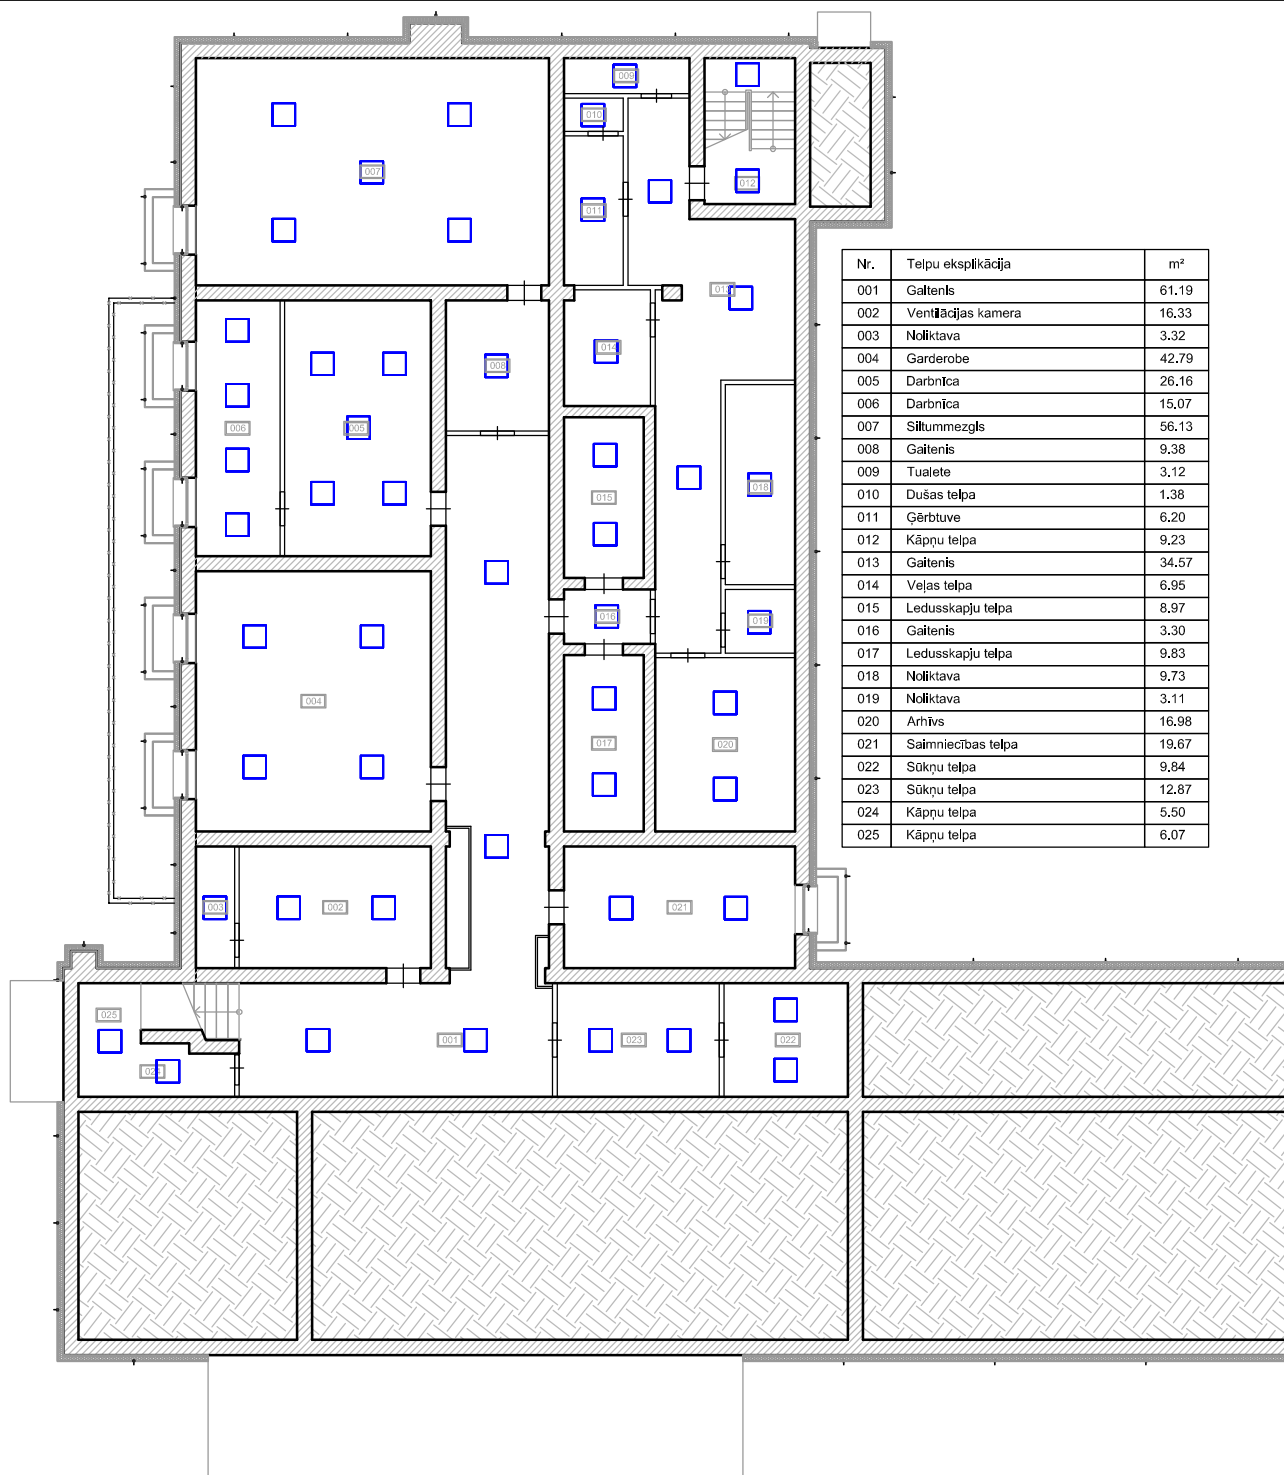 009
010
007
012
011
013
Nr. Telpu eksplikācija m²
001 Gaitenis 61.19
002 Ventilācijas kamera 16.33
003 Noliktava 3.32
004 Garderobe 42.79
005 Darbnīca 26.16
006 Darbnīca 15.07
007 Siltummezgls 56.13
008 Gaitenis 9.38
009 Tualete 3.12
010 Dušas telpa 1.38
011 Ģērbtuve 6.20
012 Kāpņu telpa 9.23
013 Gaitenis 34.57
014 Veļas telpa 6.95
015 Ledusskapju telpa 8.97
016 Gaitenis 3.30
017 Ledusskapju telpa 9.83
018 Noliktava 9.73
019 Noliktava 3.11
020 Arhīvs 16.98
021 Saimniecības telpa 19.67
022 Sūkņu telpa 9.84
023 Sūkņu telpa 12.87
024 Kāpņu telpa 5.50
025 Kāpņu telpa 6.07
014
008
006
005
018
015
016
019
004
017
020
003
002
021
025
001
023
022
024